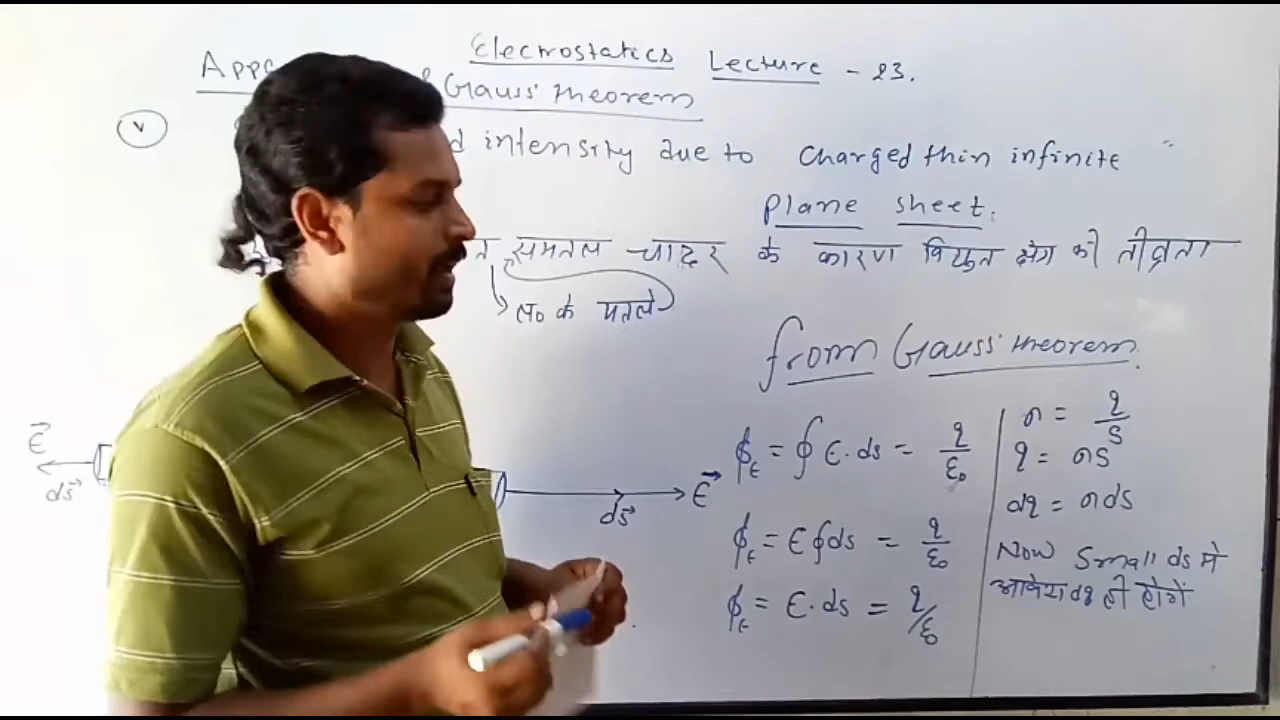 Electrostatics Lecture - 23.
Gauss' theorem
(v)
intensity due to charged thin infinite
plane sheet.
समतल चादर के कारण विद्युत क्षेत्र की तीव्रता
के पतले
from Gauss' theorem.
E ds
E ds
ϕE = ∮ E·ds = q/ε0
ϕE = E∮ds = q/ε0
ϕE = E·ds = q/ε0
σ = q/S
q = σS
dq = σds
Now Small ds में
आवेश dq ही होगें